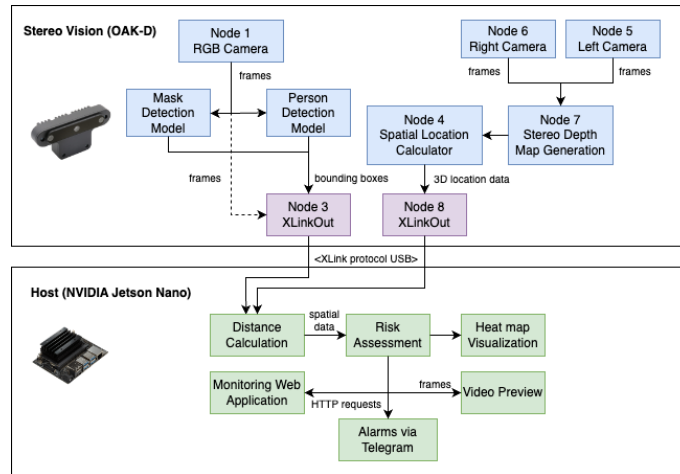 Stereo Vision (OAK-D)
Node 1
RGB Camera
Node 6
Right Camera
Node 5
Left Camera
frames
frames
frames
Mask
Detection
Model
Person
Detection
Model
Node 4
Spatial Location
Calculator
Node 7
Stereo Depth
Map Generation
frames
bounding boxes
3D location data
Node 3
XLinkOut
Node 8
XLinkOut
<XLink protocol USB>
Host (NVIDIA Jetson Nano)
Distance
Calculation
spatial
data
Risk
Assessment
Heat map
Visualization
Monitoring Web
Application
HTTP requests
frames
Video Preview
Alarms via
Telegram